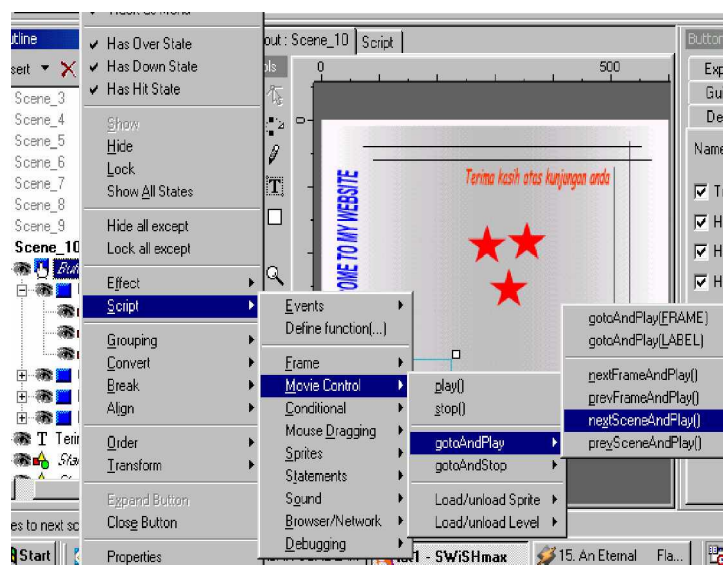 Outline
sert
Scene_3
Scene_4
Scene_5
Scene_6
Scene_7
Scene_8
Scene_9
Scene_10
T
es to next sc
Start
Has Over State
Has Down State
Has Hit State
Show
Hide
Lock
Show All States
Hide all except
Lock all except
Effect
Script
Grouping
Convert
Break
Align
Order
Transform
Expand Button
Close Button
Properties
Events
Define function(...)
Frame
Movie Control
Conditional
Mouse Dragging
Sprites
Statements
Sound
Browser/Network
Debugging
play()
stop()
gotoAndPlay
gotoAndStop
Load/unload Sprite
Load/unload Level
gotoAndPlay(FRAME)
gotoAndPlay(LABEL)
nextFrameAndPlay()
prevFrameAndPlay()
nextSceneAndPlay()
prevSceneAndPlay()
out : Scene_10 Script
0 500
T
COME TO MY WEBSITE
Terima kasih atas kunjungan anda
Button
Exp
Gui
De
Name
- SWiSHmax
15. An Eternal Fla...